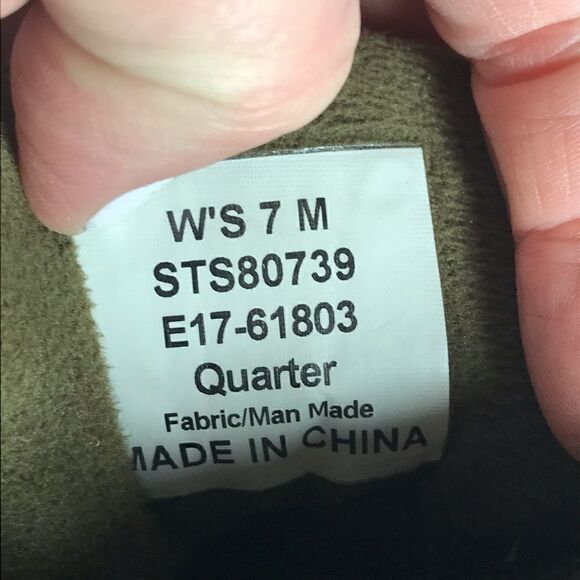 W'S 7 M
STS80739
E17-61803
Quarter
Fabric/Man Made
MADE IN CHINA